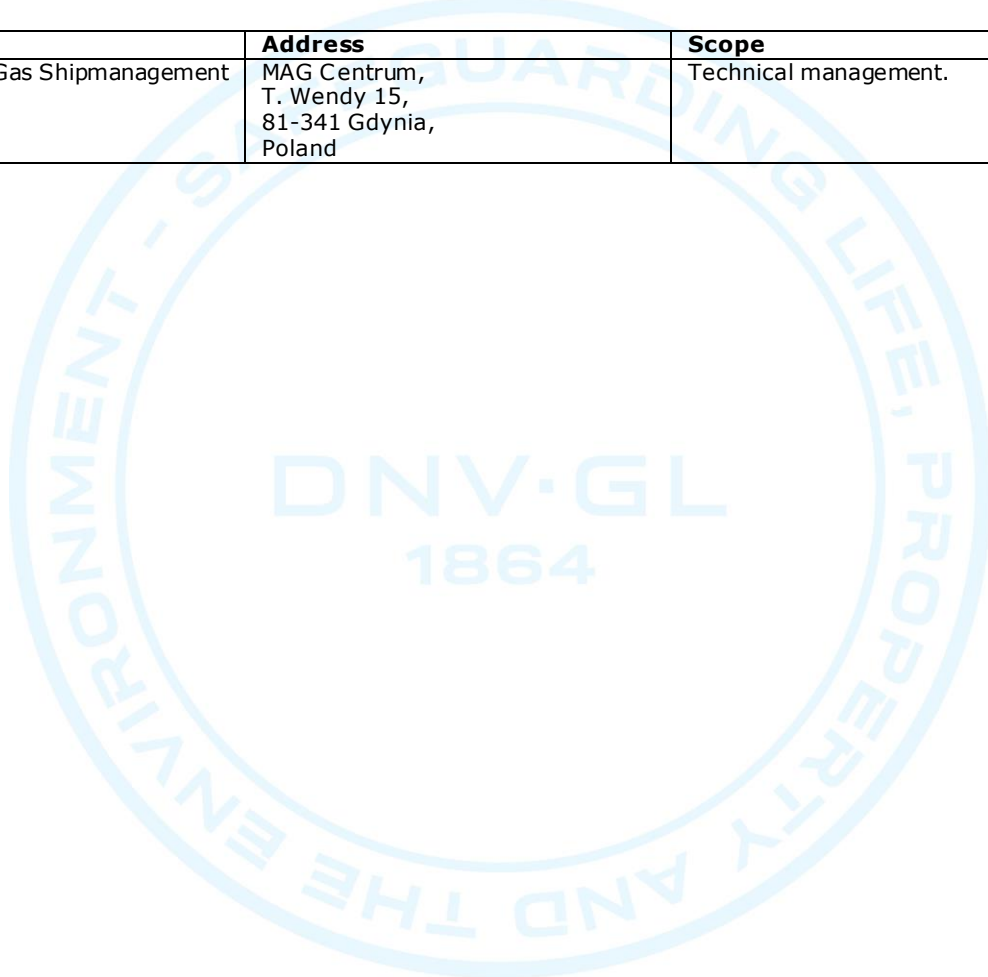 Address Scope
Gas Shipmanagement MAG Centrum, Technical management.
T. Wendy 15,
81-341 Gdynia,
Poland
SAFEGUARDING LIFE, PROPERTY AND THE ENVIRONMENT -
DNV·GL
1864